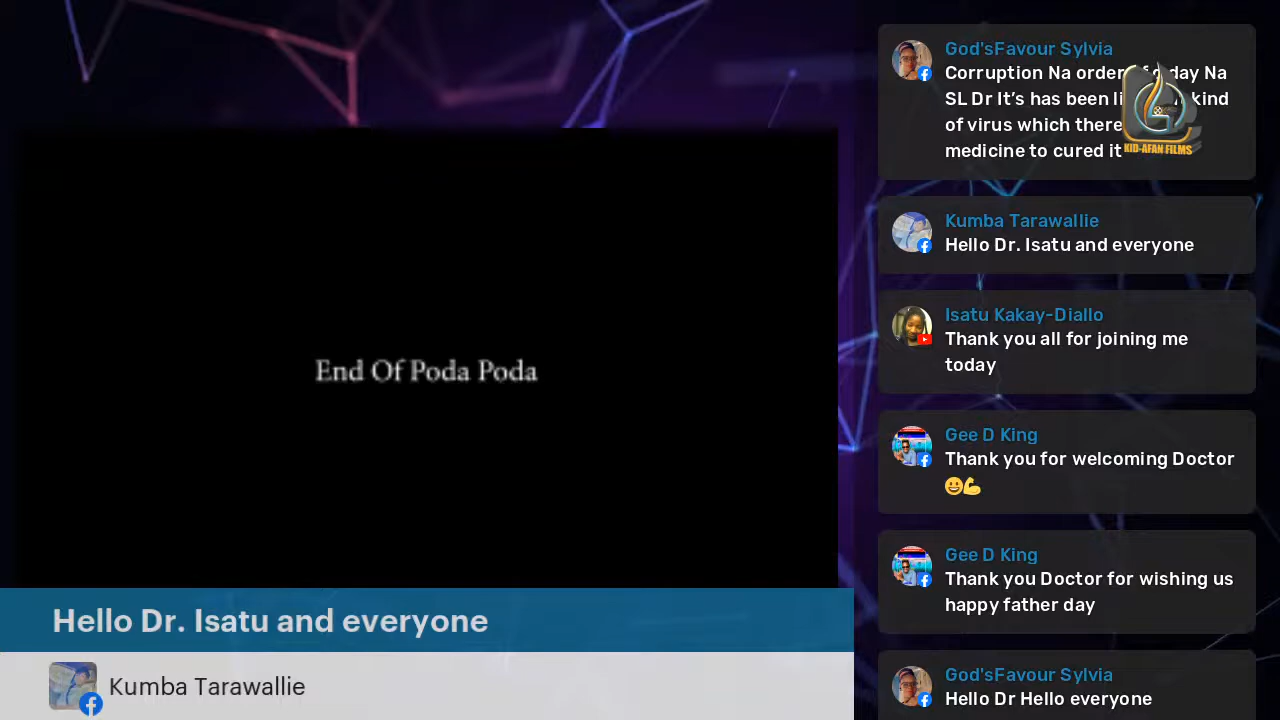 End Of Poda Poda
Hello Dr. Isatu and everyone
Kumba Tarawallie
God'sFavour Sylvia
Corruption Na order day Na
SL Dr It’s has been kind
of virus which there
medicine to cured it
KID-AFAN FILMS
Kumba Tarawallie
Hello Dr. Isatu and everyone
Isatu Kakay-Diallo
Thank you all for joining me
today
Gee D King
Thank you for welcoming Doctor
😀💪
Gee D King
Thank you Doctor for wishing us
happy father day
God'sFavour Sylvia
Hello Dr Hello everyone